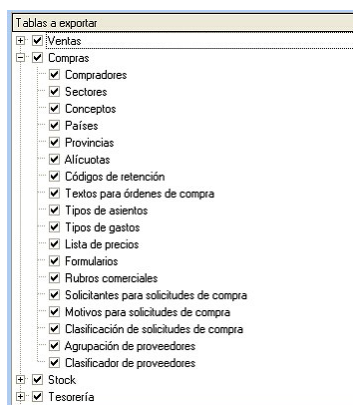 Tablas a exportar
Ventas
Compras
Compradores
Sectores
Conceptos
Países
Provincias
Alícuotas
Códigos de retención
Textos para órdenes de compra
Tipos de asientos
Tipos de gastos
Lista de precios
Formularios
Rubros comerciales
Solicitantes para solicitudes de compra
Motivos para solicitudes de compra
Clasificación de solicitudes de compra
Agrupación de proveedores
Clasificador de proveedores
Stock
Tesorería